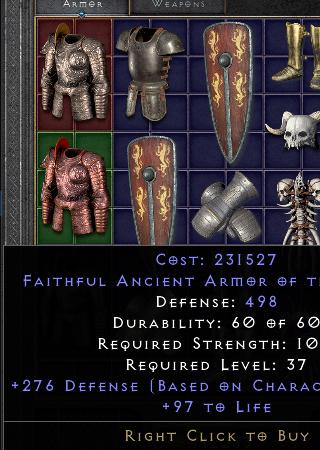 Armor Weapons
Cost: 231527
Faithful Ancient Armor of
Defense: 498
Durability: 60 of 60
Required Strength: 10
Required Level: 37
+276 Defense (Based on
+97 to Life
Right Click to Buy